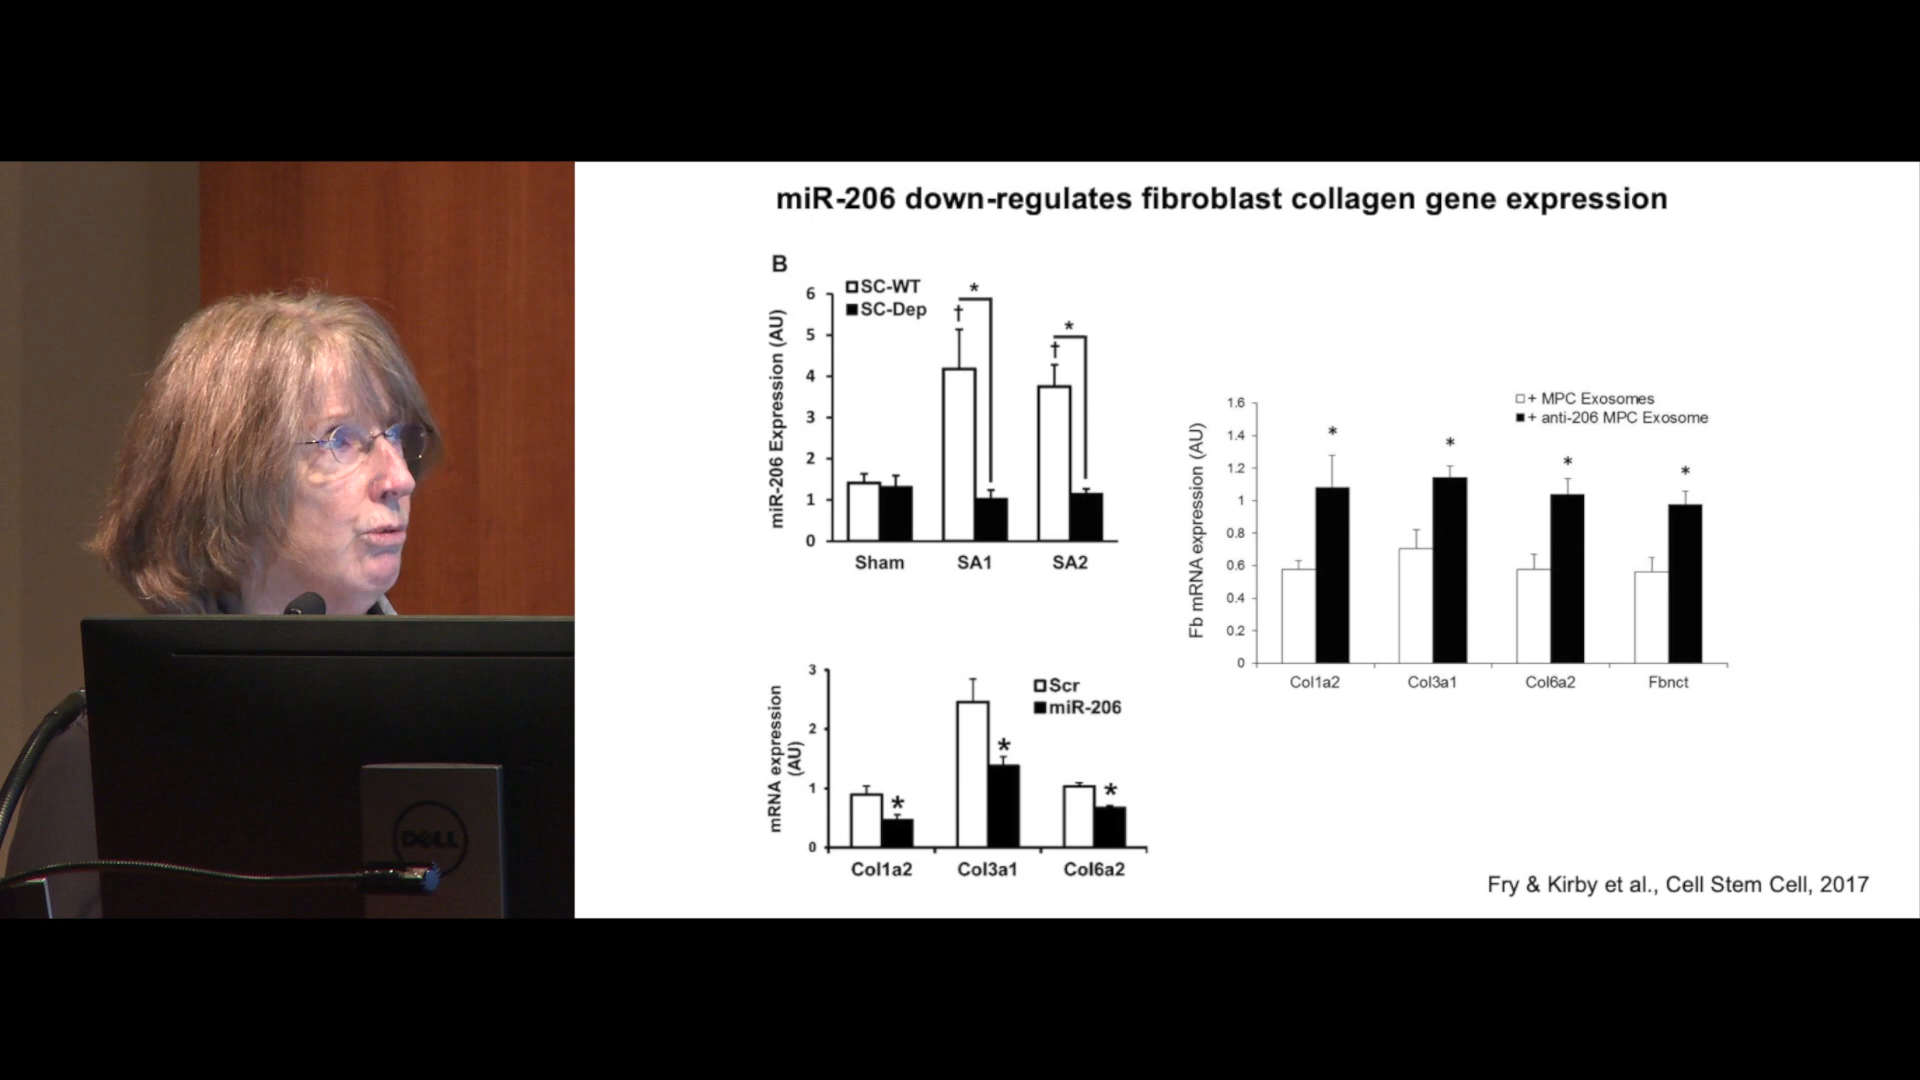 miR-206 down-regulates fibroblast collagen gene expression
B
SC-WT
SC-Dep
miR-206 Expression (AU)
6
5
4
3
2
1
0
*
†
*
†
Sham
SA1
SA2
+ MPC Exosomes
+ anti-206 MPC Exosome
Fb mRNA expression (AU)
1.6
1.4
1.2
1
0.8
0.6
0.4
0.2
0
*
*
*
*
Col1a2
Col3a1
Col6a2
Fbnct
Scr
miR-206
mRNA expression
(AU)
3
2
1
0
*
*
*
Col1a2
Col3a1
Col6a2
Fry & Kirby et al., Cell Stem Cell, 2017
DELL